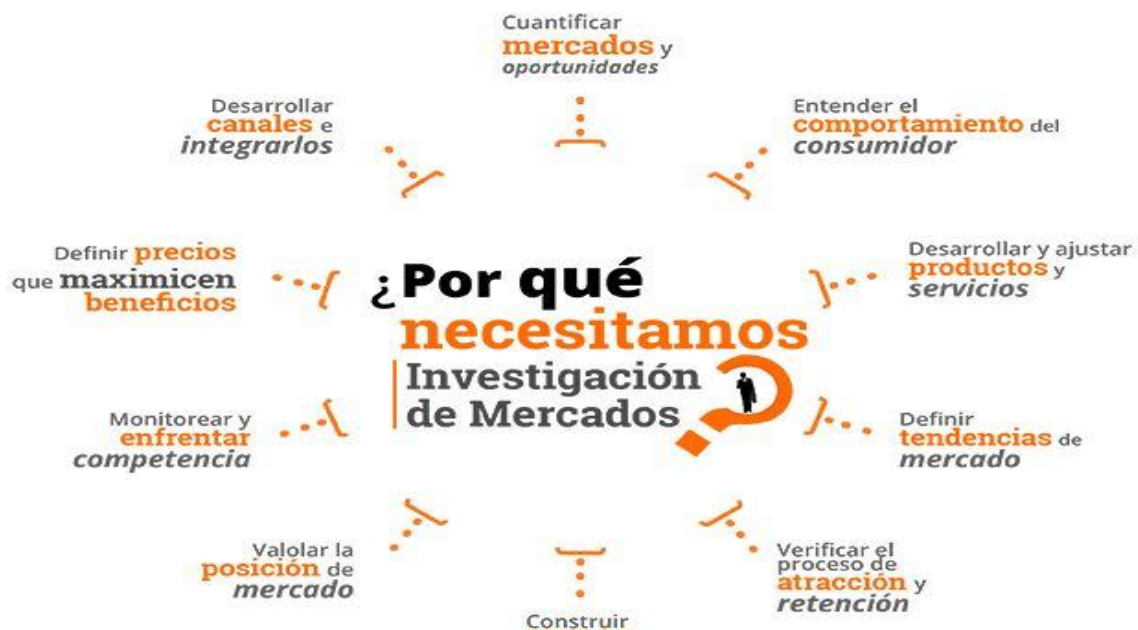 Cuantificar
mercados y
oportunidades
Entender el
comportamiento del
consumidor
Desarrollar y ajustar
productos y
servicios
Definir
tendencias de
mercado
Verificar el
proceso de
atracción y
retención
Construir
Valolar la
posición de
mercado
Monitorear y
enfrentar
competencia
Definir precios
que maximicen
beneficios
Desarrollar
canales e
integrarlos
¿Por qué
necesitamos
Investigación
de Mercados ?